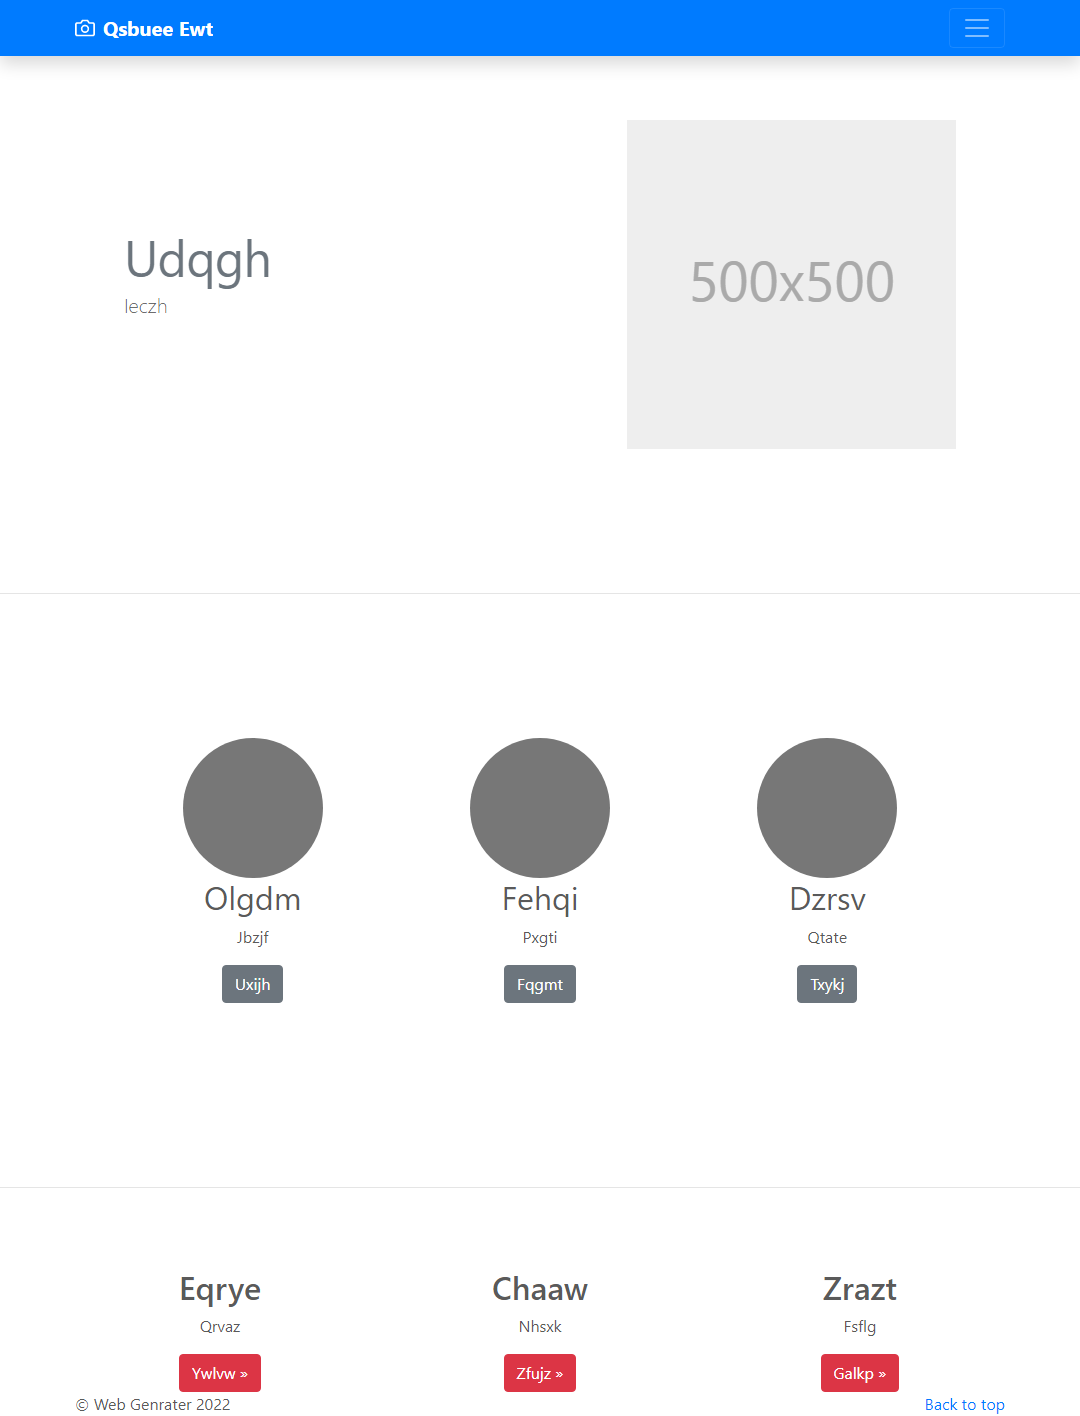 Qsbuee Ewt
Udqgh
500x500
Olgdm
Fehqi
Dzrsv
Jbzjf
Pxgti
Qtate
Uxijh
Fqgmt
Txykj
Eqrye
Chaaw
Zrazt
Qrvaz
Nhsxk
Fsflg
Ywlvw »
Zfujz »
Galkp »
© Web Genrater 2022
Back to top